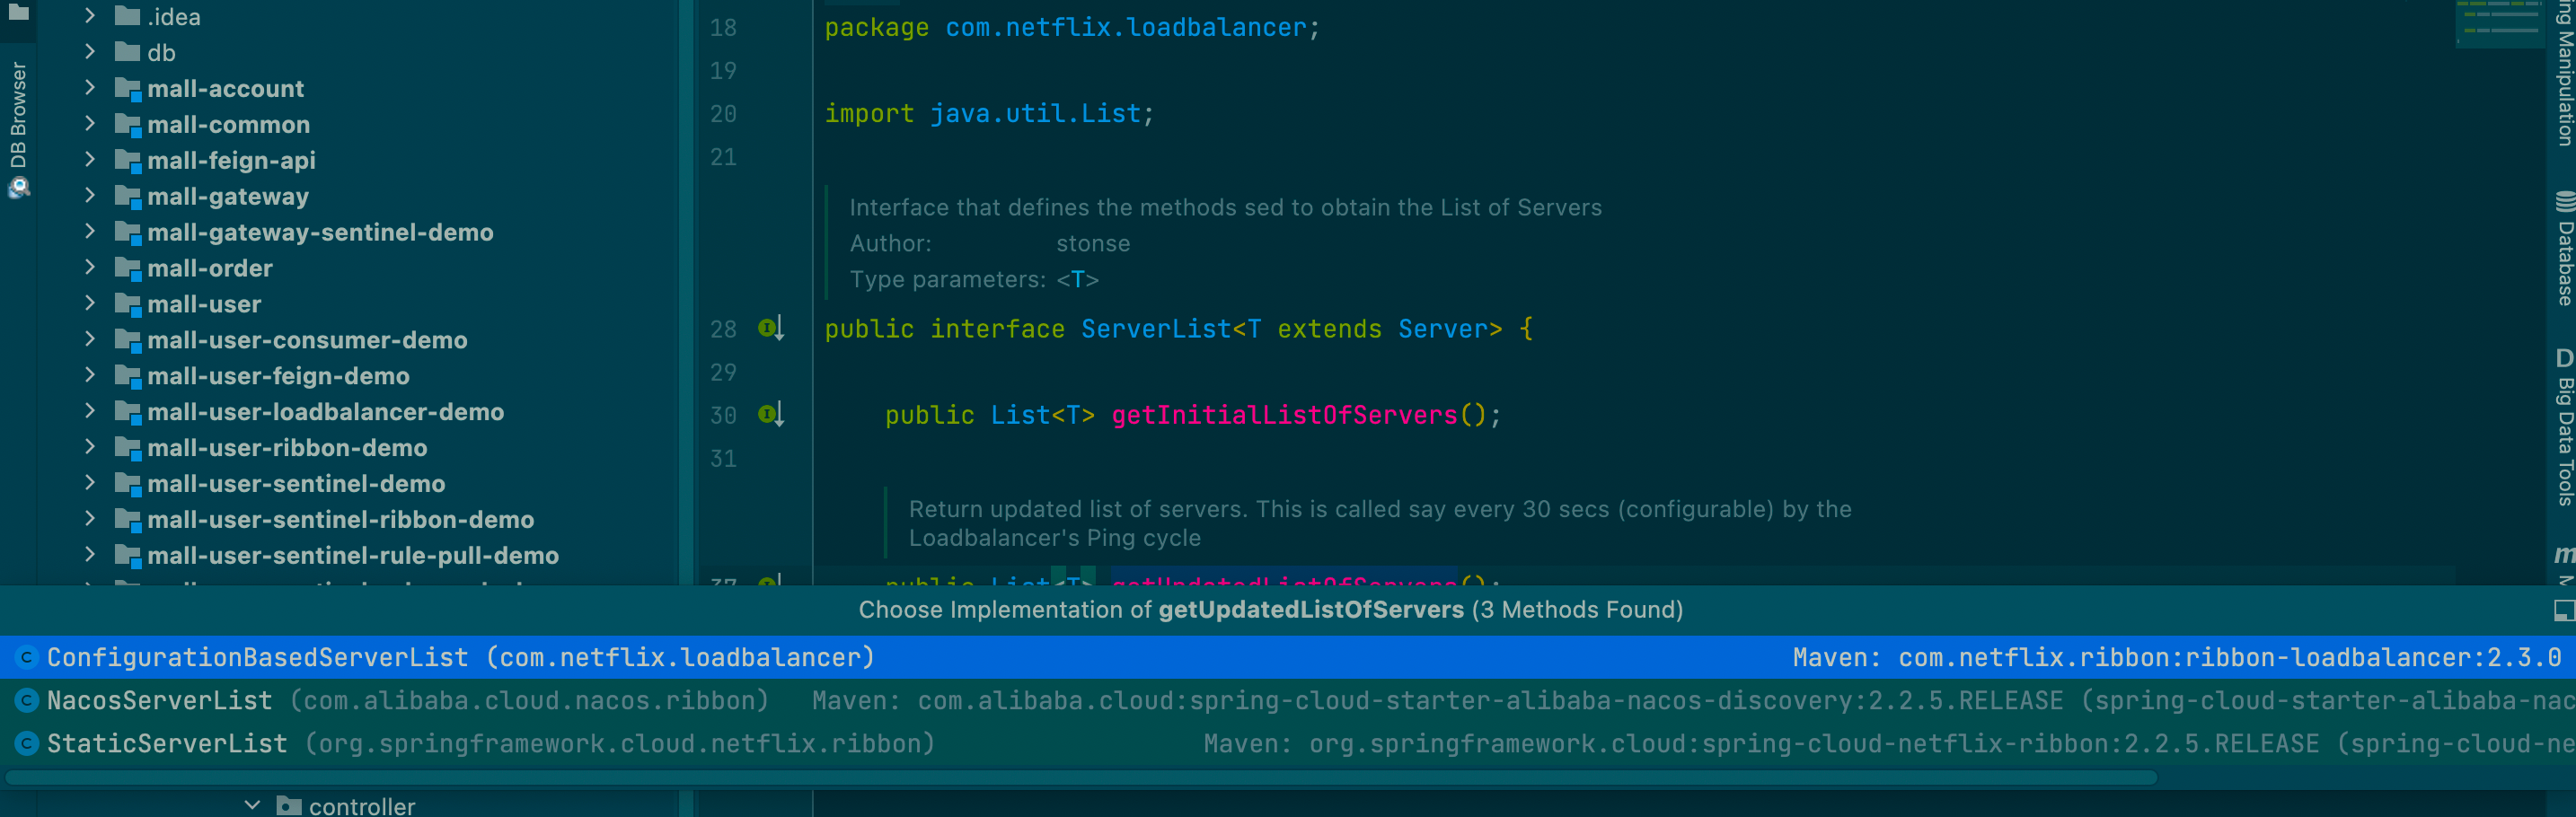 .idea
db
mall-account
mall-common
mall-feign-api
mall-gateway
mall-gateway-sentinel-demo
mall-order
mall-user
mall-user-consumer-demo
mall-user-feign-demo
mall-user-loadbalancer-demo
mall-user-ribbon-demo
mall-user-sentinel-demo
mall-user-sentinel-ribbon-demo
mall-user-sentinel-rule-pull-demo
DB Browser
18 package com.netflix.loadbalancer;
19
20 import java.util.List;
21
Interface that defines the methods sed to obtain the List of Servers
Author: stonse
Type parameters: <T>
28 public interface ServerList<T extends Server> {
29
30 public List<T> getInitialListOfServers();
31
Return updated list of servers. This is called say every 30 secs (configurable) by the
Loadbalancer's Ping cycle
37 public List<T> getUpdatedListOfServers();
Manipulation
Database
D Big Data Tools
m
Choose Implementation of getUpdatedListOfServers (3 Methods Found)
ConfigurationBasedServerList (com.netflix.loadbalancer) Maven: com.netflix.ribbon:ribbon-loadbalancer:2.3.0
NacosServerList (com.alibaba.cloud.nacos.ribbon) Maven: com.alibaba.cloud:spring-cloud-starter-alibaba-nacos-discovery:2.2.5.RELEASE (spring-cloud-starter-alibaba-nac
StaticServerList (org.springframework.cloud.netflix.ribbon) Maven: org.springframework.cloud:spring-cloud-netflix-ribbon:2.2.5.RELEASE (spring-cloud-ne
controller